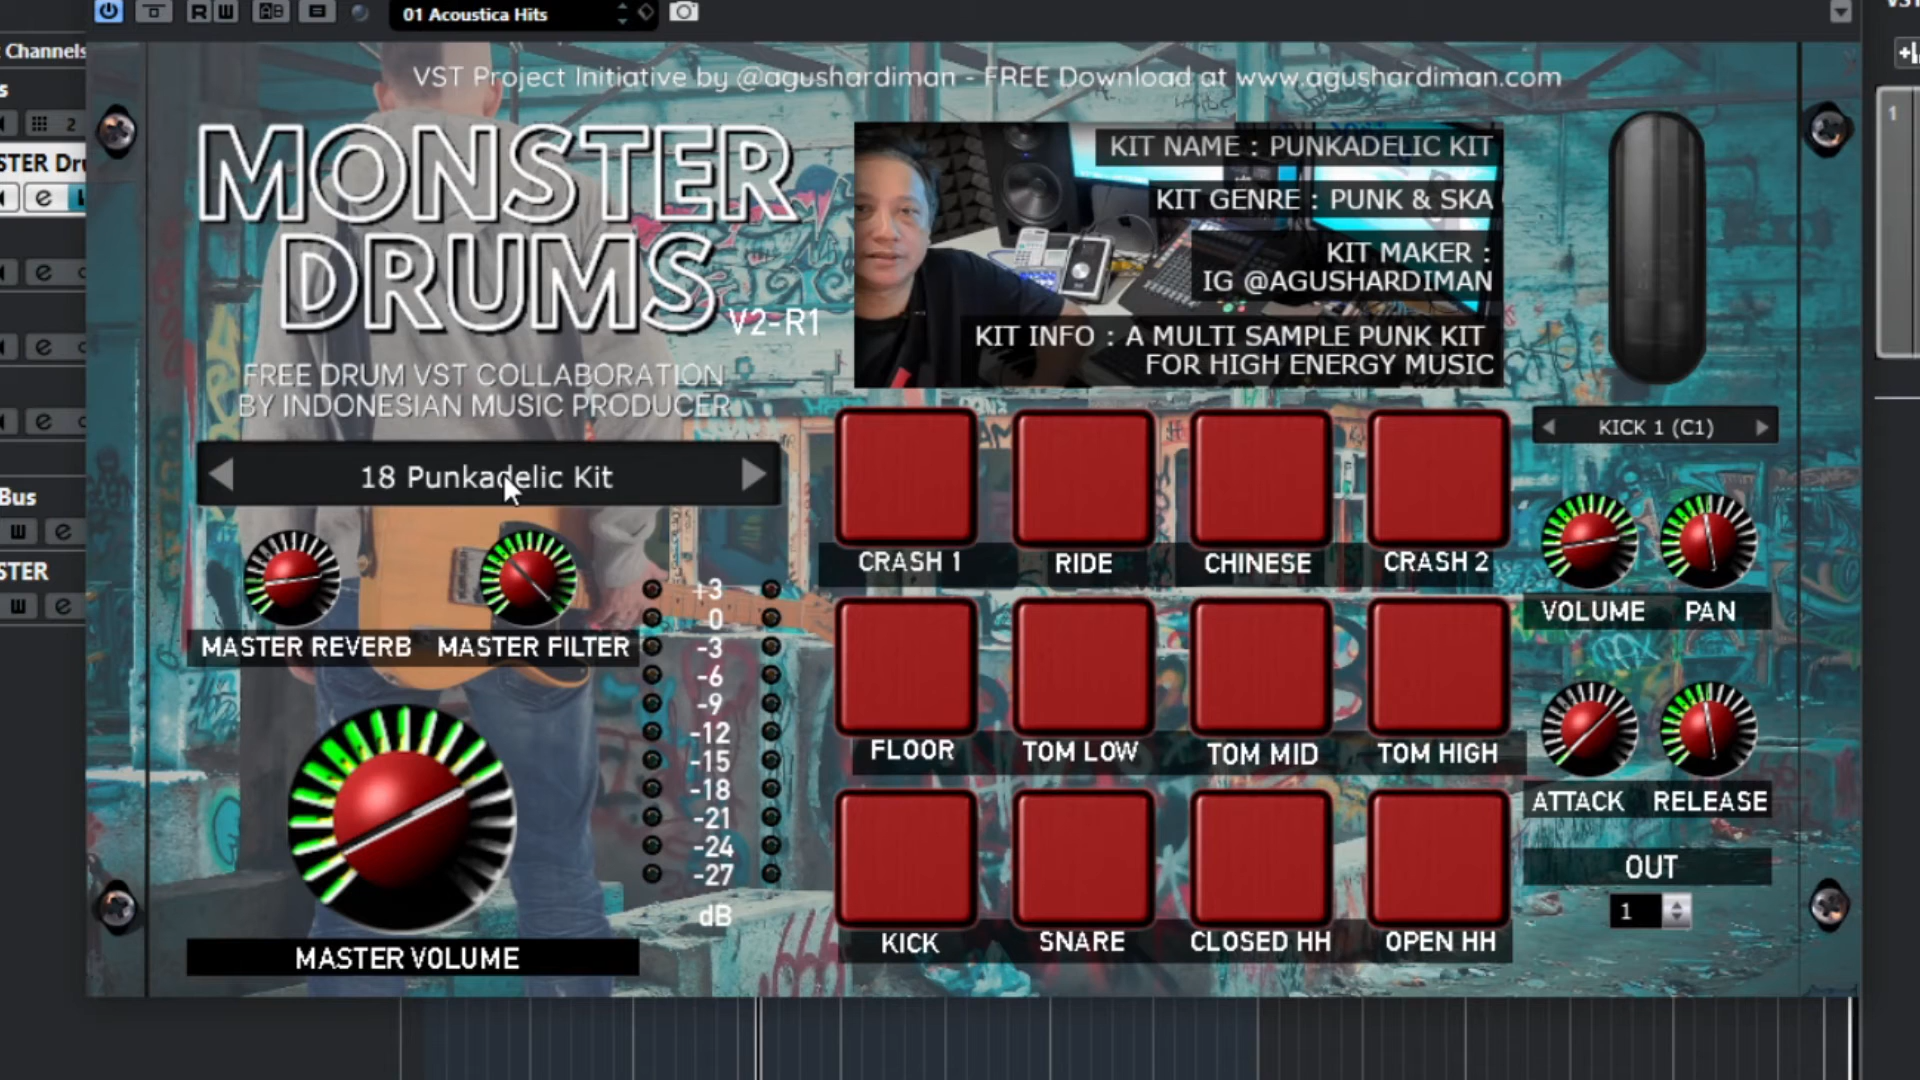 R W
01 Acoustica Hits
Channels
VST Project Initiative by @agushardiman - FREE Download at www.agushardiman.com
MONSTER
DRUMS
V2-R1
FREE DRUM VST COLLABORATION
BY INDONESIAN MUSIC PRODUCER
KIT NAME : PUNKADELIC KIT
KIT GENRE : PUNK & SKA
KIT MAKER :
IG @AGUSHARDIMAN
KIT INFO : A MULTI SAMPLE PUNK KIT
FOR HIGH ENERGY MUSIC
2
1
KICK 1 (C1)
18 Punkadelic Kit
CRASH 1 RIDE CHINESE CRASH 2
VOLUME PAN
MASTER REVERB MASTER FILTER
+3
0
-3
-6
-9
-12
-15
-18
-21
-24
-27
dB
FLOOR TOM LOW TOM MID TOM HIGH
ATTACK RELEASE
OUT
1
KICK SNARE CLOSED HH OPEN HH
MASTER VOLUME
Bus
W e
STER
W e